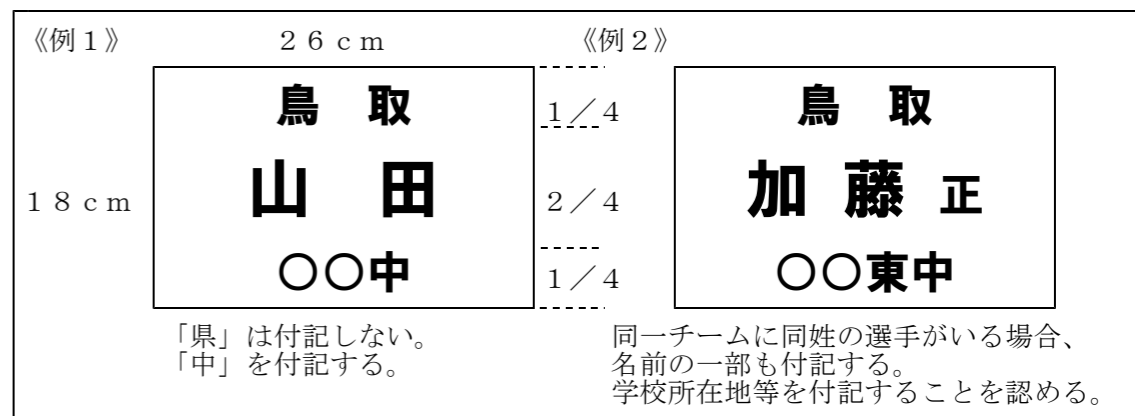 《例１》 ２６ｃｍ 《例２》
鳥 取
山 田
○○中
１８ｃｍ
１／４
２／４
１／４
鳥 取
加 藤 正
○○東中
「県」は付記しない。
「中」を付記する。
同一チームに同姓の選手がいる場合、
名前の一部も付記する。
学校所在地等を付記することを認める。